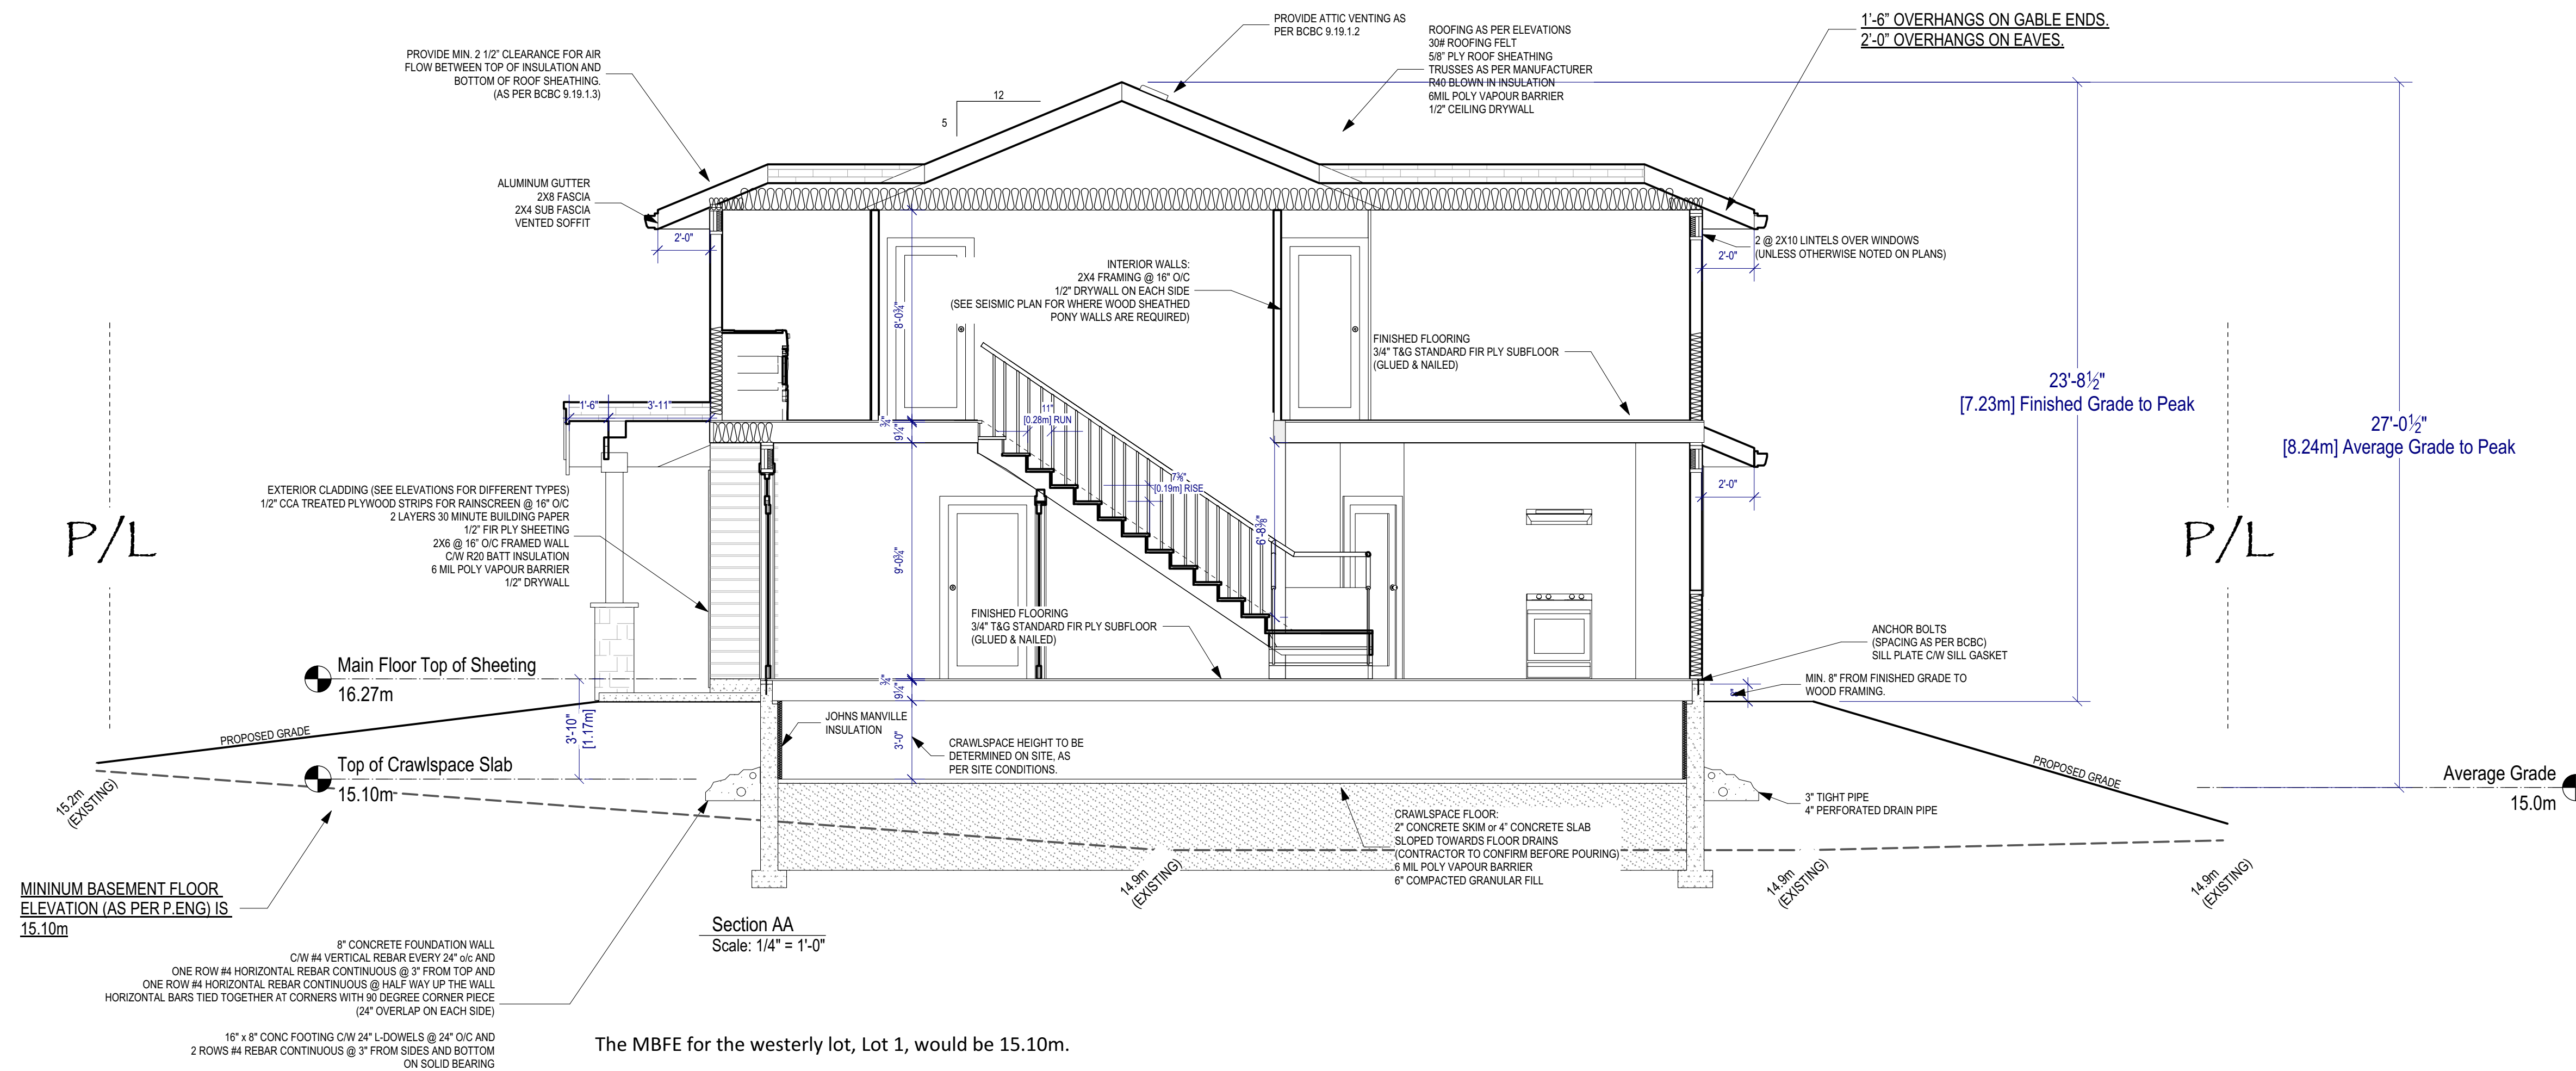 PROVIDE ATTIC VENTING AS
PER BCBC 9.19.1.2
ROOFING AS PER ELEVATIONS
30# ROOFING FELT
5/8" PLY ROOF SHEATHING
TRUSSES AS PER MANUFACTURER
R40 BLOWN IN INSULATION
6MIL POLY VAPOUR BARRIER
1/2" CEILING DRYWALL
1'-6" OVERHANGS ON GABLE ENDS.
2'-0" OVERHANGS ON EAVES.
PROVIDE MIN. 2 1/2" CLEARANCE FOR AIR
FLOW BETWEEN TOP OF INSULATION AND
BOTTOM OF ROOF SHEATHING.
(AS PER BCBC 9.19.1.3)
12
5
ALUMINUM GUTTER
2X8 FASCIA
2X4 SUB FASCIA
VENTED SOFFIT
2'-0"
2 @ 2X10 LINTELS OVER WINDOWS
(UNLESS OTHERWISE NOTED ON PLANS)
2'-0"
INTERIOR WALLS:
2X4 FRAMING @ 16" O/C
1/2" DRYWALL ON EACH SIDE
(SEE SEISMIC PLAN FOR WHERE WOOD SHEATHED
PONY WALLS ARE REQUIRED)
8'-0¾"
FINISHED FLOORING
3/4" T&G STANDARD FIR PLY SUBFLOOR
(GLUED & NAILED)
23'-8½"
[7.23m] Finished Grade to Peak
27'-0½"
[8.24m] Average Grade to Peak
1'-6"
3'-11"
¾"
9¼"
11"
[0.28m] RUN
7⅜"
[0.19m] RISE
6'-8⅜"
2'-0"
EXTERIOR CLADDING (SEE ELEVATIONS FOR DIFFERENT TYPES)
1/2" CCA TREATED PLYWOOD STRIPS FOR RAINSCREEN @ 16" O/C
2 LAYERS 30 MINUTE BUILDING PAPER
1/2" FIR PLY SHEETING
2X6 @ 16" O/C FRAMED WALL
C/W R20 BATT INSULATION
6 MIL POLY VAPOUR BARRIER
1/2" DRYWALL
P/L
P/L
9'-0¾"
FINISHED FLOORING
3/4" T&G STANDARD FIR PLY SUBFLOOR
(GLUED & NAILED)
ANCHOR BOLTS
(SPACING AS PER BCBC)
SILL PLATE C/W SILL GASKET
MIN. 8" FROM FINISHED GRADE TO
WOOD FRAMING.
8"
Main Floor Top of Sheeting
16.27m
¾"
9¼"
3'-10"
[1.17m]
PROPOSED GRADE
JOHNS MANVILLE
INSULATION
3'-0"
CRAWLSPACE HEIGHT TO BE
DETERMINED ON SITE, AS
PER SITE CONDITIONS.
Top of Crawlspace Slab
15.10m
PROPOSED GRADE
Average Grade
15.0m
15.2m
(EXISTING)
3" TIGHT PIPE
4" PERFORATED DRAIN PIPE
CRAWLSPACE FLOOR:
2" CONCRETE SKIM or 4" CONCRETE SLAB
SLOPED TOWARDS FLOOR DRAINS
(CONTRACTOR TO CONFIRM BEFORE POURING)
6 MIL POLY VAPOUR BARRIER
6" COMPACTED GRANULAR FILL
14.9m
(EXISTING)
14.9m
(EXISTING)
14.9m
(EXISTING)
MININUM BASEMENT FLOOR
ELEVATION (AS PER P.ENG) IS
15.10m
Section AA
Scale: 1/4" = 1'-0"
8" CONCRETE FOUNDATION WALL
C/W #4 VERTICAL REBAR EVERY 24" o/c AND
ONE ROW #4 HORIZONTAL REBAR CONTINUOUS @ 3" FROM TOP AND
ONE ROW #4 HORIZONTAL REBAR CONTINUOUS @ HALF WAY UP THE WALL
HORIZONTAL BARS TIED TOGETHER AT CORNERS WITH 90 DEGREE CORNER PIECE
(24" OVERLAP ON EACH SIDE)
16" x 8" CONC FOOTING C/W 24" L-DOWELS @ 24" O/C AND
2 ROWS #4 REBAR CONTINUOUS @ 3" FROM SIDES AND BOTTOM
ON SOLID BEARING
The MBFE for the westerly lot, Lot 1, would be 15.10m.